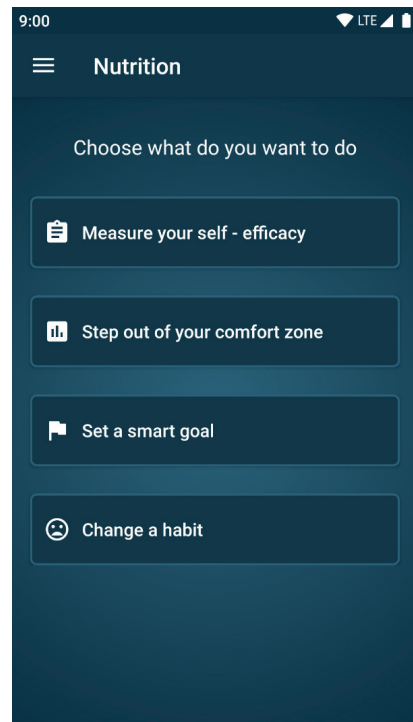 9:00 LTE
Nutrition
Choose what do you want to do
Measure your self - efficacy
Step out of your comfort zone
Set a smart goal
Change a habit